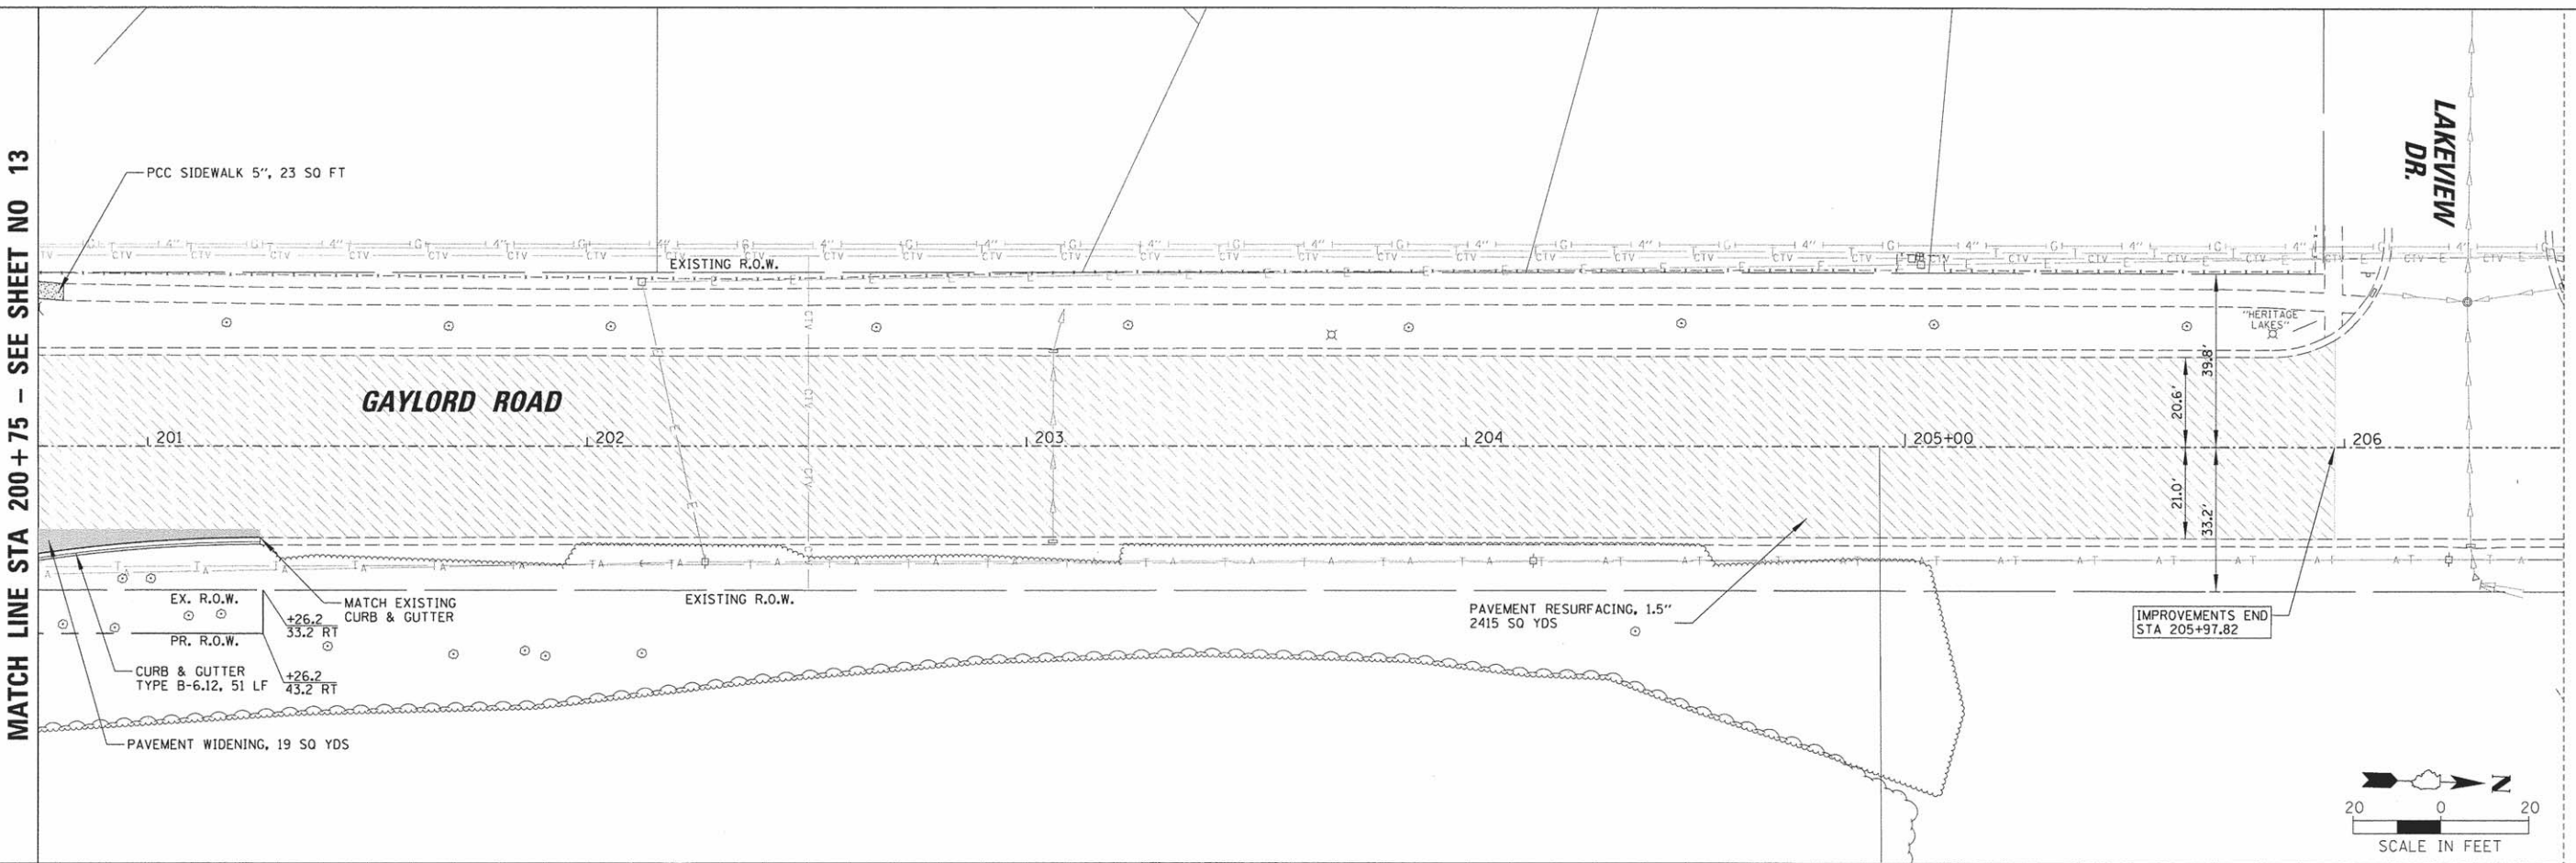 MATCH LINE STA 200+75 - SEE SHEET NO 13
PCC SIDEWALK 5", 23 SQ FT
LAKEVIEW
DR.
EXISTING R.O.W.
"HERITAGE
LAKES"
GAYLORD ROAD
20.6'
39.8'
201
202
203
204
205+00
206
21.0'
33.2'
EX. R.O.W.
+26.2
33.2 RT
MATCH EXISTING
CURB & GUTTER
EXISTING R.O.W.
PAVEMENT RESURFACING, 1.5"
2415 SQ YDS
IMPROVEMENTS END
STA 205+97.82
PR. R.O.W.
CURB & GUTTER
TYPE B-6.12, 51 LF
+26.2
43.2 RT
PAVEMENT WIDENING, 19 SQ YDS
N
20 0 20
SCALE IN FEET